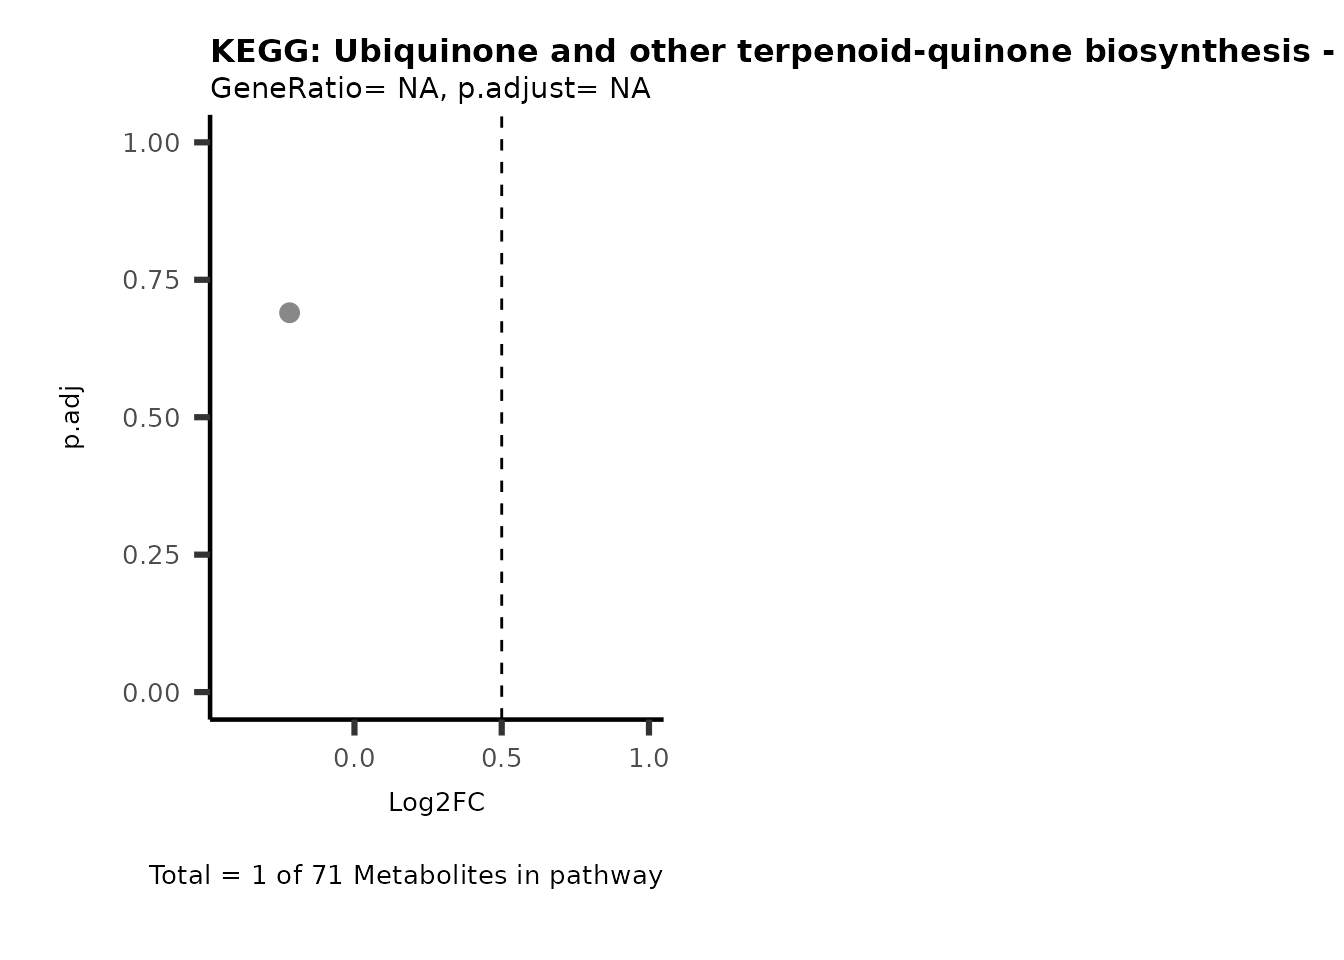 KEGG: Ubiquinone and other terpenoid-quinone biosynthesis -
GeneRatio= NA, p.adjust= NA
1.00
0.75
0.50
0.25
0.00
p.adj
0.0 0.5 1.0
Log2FC
Total = 1 of 71 Metabolites in pathway